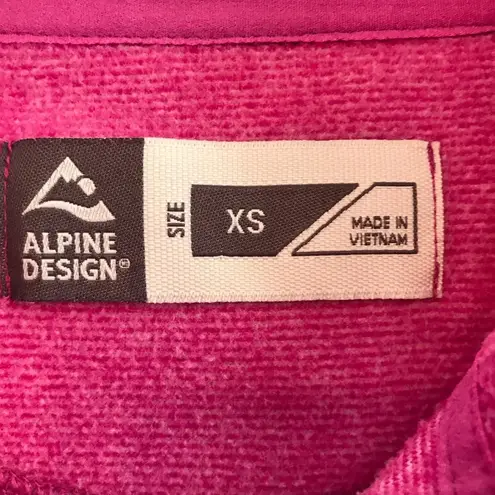 ALPINE
DESIGN®
SIZE
XS
MADE IN
VIETNAM